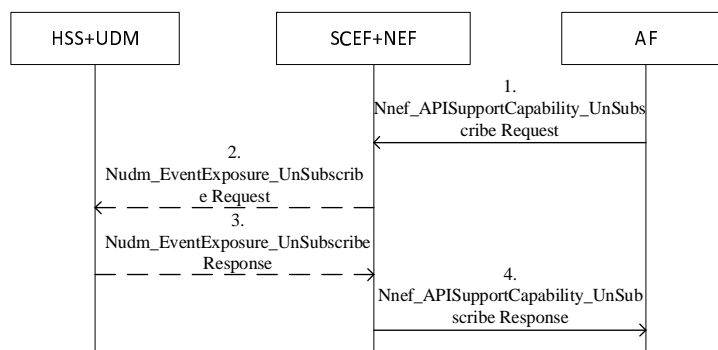 HSS+UDM
SCEF+NEF
AF
1.
Nnef_APISupportCapability_UnSubs
cribe Request
2.
Nudm_EventExposure_UnSubscrib
e Request
3.
Nudm_EventExposure_UnSubscribe
Response
4.
Nnef_APISupportCapability_UnSub
scribe Response